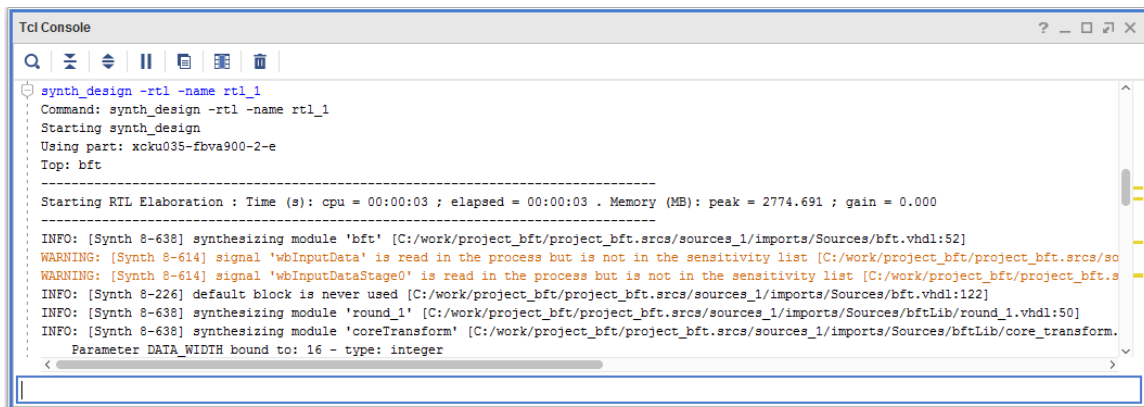 Tcl Console
synth_design -rtl -name rtl_1
Command: synth_design -rtl -name rtl_1
Starting synth_design
Using part: xcku035-fbva900-2-e
Top: bft
---------------------------------------------------------------------------------
Starting RTL Elaboration : Time (s): cpu = 00:00:03 ; elapsed = 00:00:03 . Memory (MB): peak = 2774.691 ; gain = 0.000
---------------------------------------------------------------------------------
INFO: [Synth 8-638] synthesizing module 'bft' [C:/work/project_bft/project_bft.srcs/sources_1/imports/Sources/bft.vhdl:52]
WARNING: [Synth 8-614] signal 'wbInputData' is read in the process but is not in the sensitivity list [C:/work/project_bft/project_bft.srcs/so
WARNING: [Synth 8-614] signal 'wbInputDataStage0' is read in the process but is not in the sensitivity list [C:/work/project_bft/project_bft.s
INFO: [Synth 8-226] default block is never used [C:/work/project_bft/project_bft.srcs/sources_1/imports/Sources/bft.vhdl:122]
INFO: [Synth 8-638] synthesizing module 'round_1' [C:/work/project_bft/project_bft.srcs/sources_1/imports/Sources/bftLib/round_1.vhdl:50]
INFO: [Synth 8-638] synthesizing module 'coreTransform' [C:/work/project_bft/project_bft.srcs/sources_1/imports/Sources/bftLib/core_transform.
Parameter DATA_WIDTH bound to: 16 - type: integer